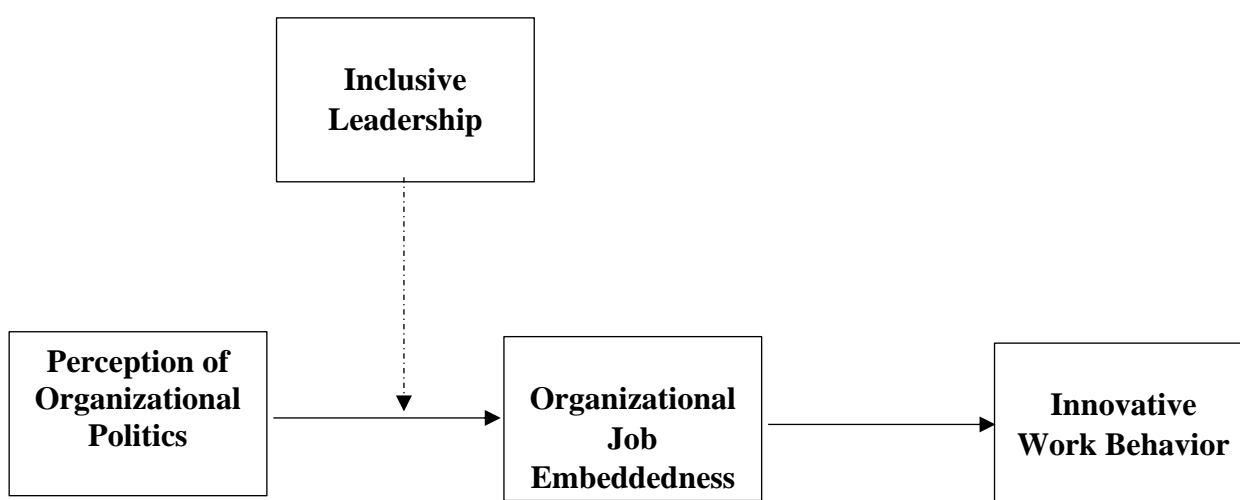 Inclusive
Leadership
Perception of
Organizational
Politics
Organizational
Job
Embeddedness
Innovative
Work Behavior